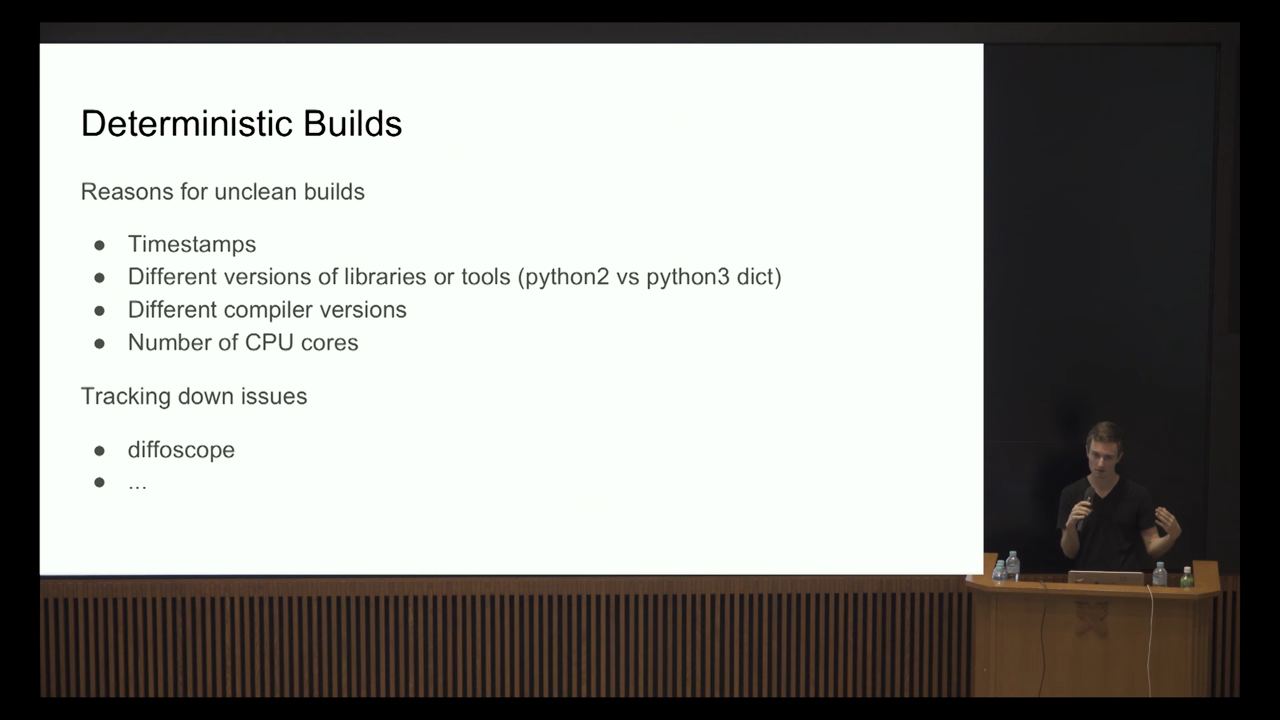 Deterministic Builds
Reasons for unclean builds
● Timestamps
● Different versions of libraries or tools (python2 vs python3 dict)
● Different compiler versions
● Number of CPU cores
Tracking down issues
● diffoscope
● ...